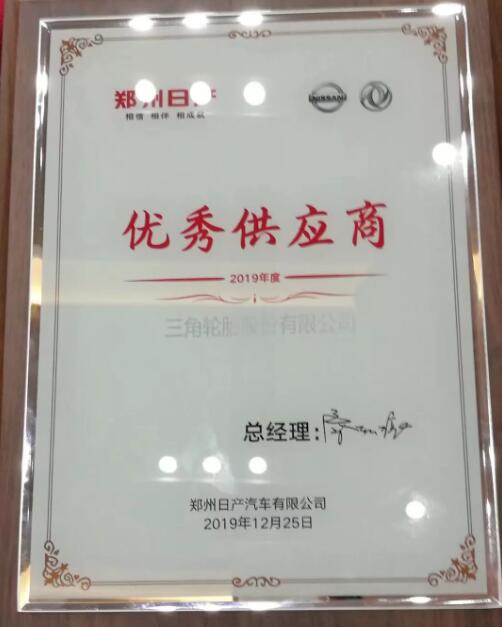 郑州日产
相信 相伴 相成就
NISSAN
优秀供应商
2019年度
三角轮胎股份有限公司
总经理：
郑州日产汽车有限公司
2019年12月25日